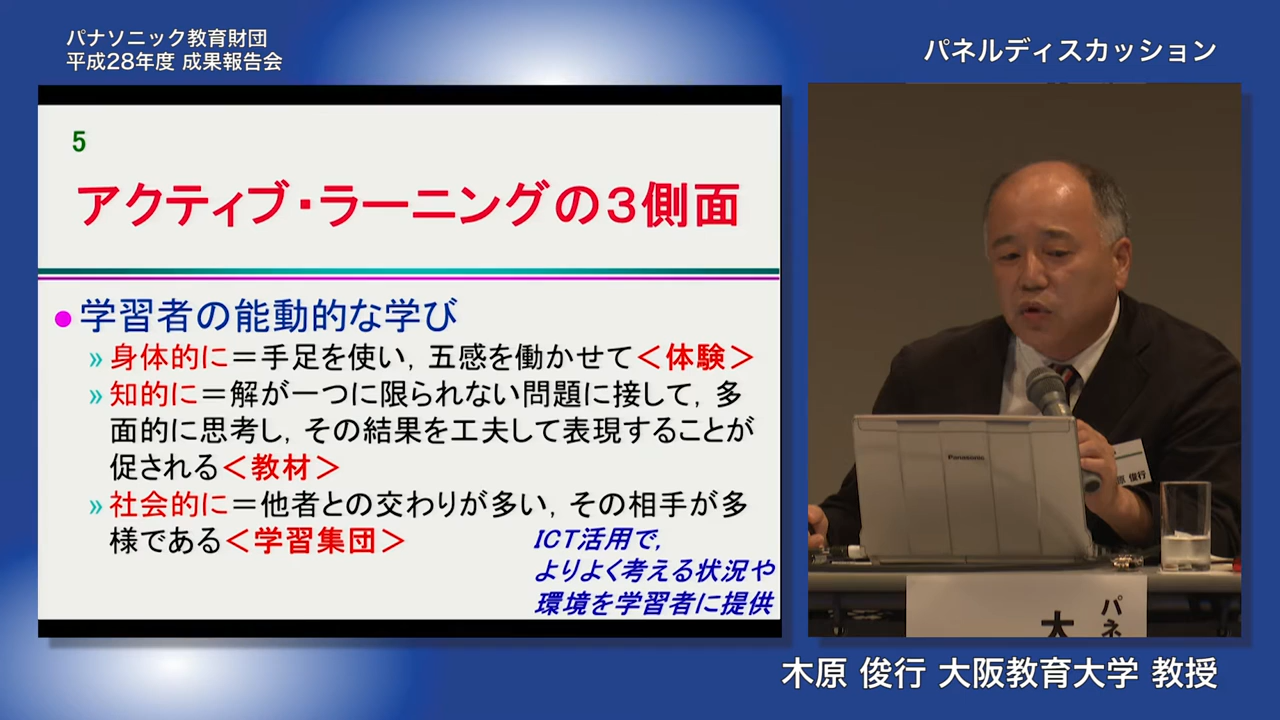 パナソニック教育財団
平成28年度 成果報告会
パネルディスカッション
5
アクティブ・ラーニングの3側面
●学習者の能動的な学び
»身体的に＝手足を使い，五感を働かせて＜体験＞
»知的に＝解が一つに限られない問題に接して，多
面的に思考し，その結果を工夫して表現することが
促される＜教材＞
»社会的に＝他者との交わりが多い，その相手が多
様である＜学習集団＞
ICT活用で，
よりよく考える状況や
環境を学習者に提供
Panasonic
原 俊行
パネ
大
木原 俊行 大阪教育大学 教授